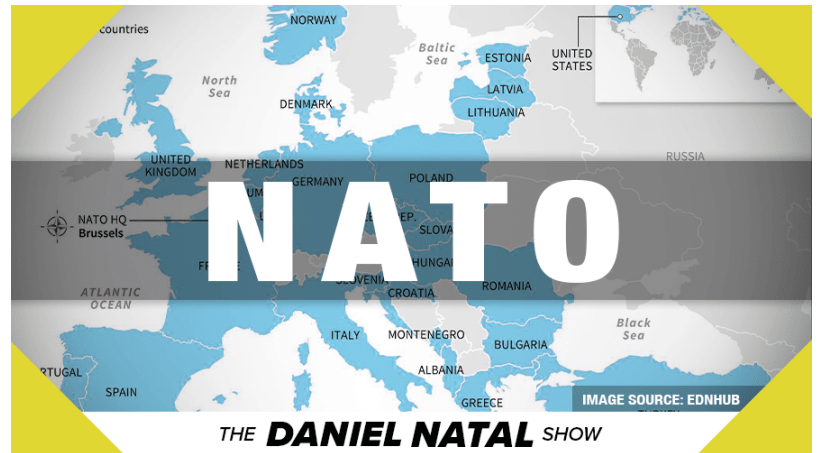 NORWAY
countries
Baltic
Sea
ESTONIA
UNITED
STATES
North
Sea
LATVIA
DENMARK
LITHUANIA
RUSSIA
UNITED
KINGDOM
NETHERLANDS
GERMANY
POLAND
NATO HQ
Brussels
NATO
ATLANTIC
OCEAN
SLOVENIA
CROATIA
ROMANIA
Black
Sea
ITALY
MONTENEGRO
BULGARIA
ALBANIA
SPAIN
GREECE
IMAGE SOURCE: EDNHUB
THE DANIEL NATAL SHOW